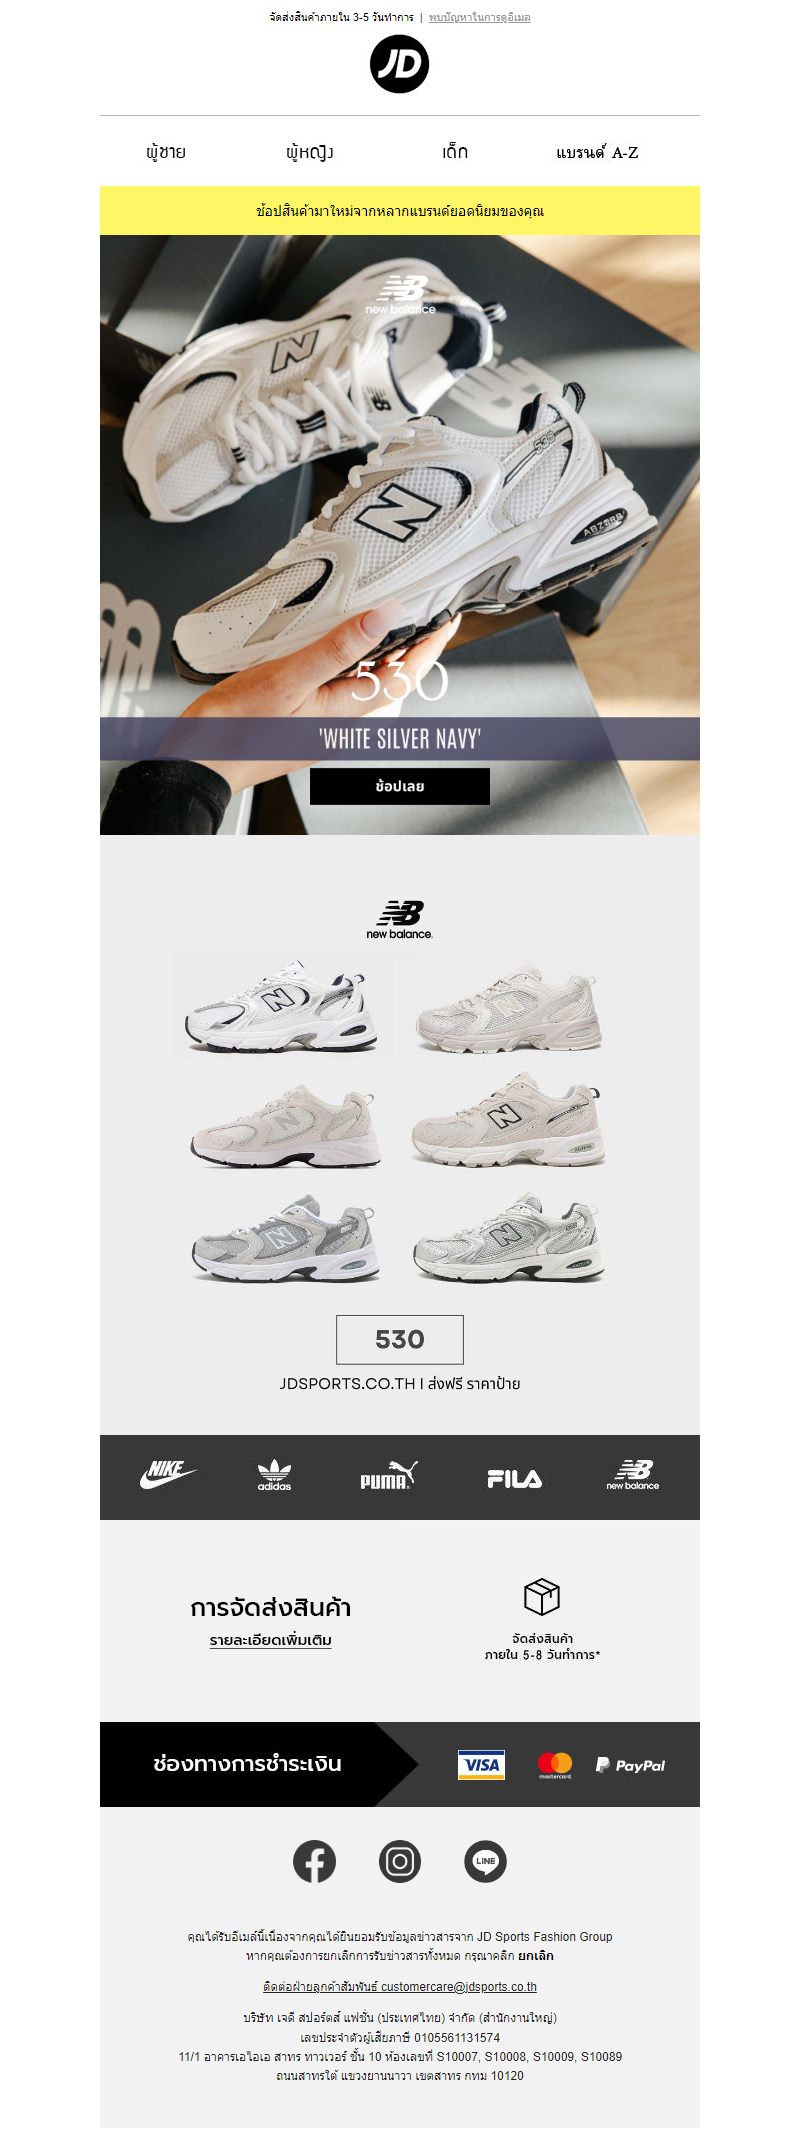 จัดส่งสินค้าภายใน 3-5 วันทำการ | พบปัญหาในการดูอีเมล
JD
ผู้ชาย ผู้หญิง เด็ก แบรนด์ A-Z
ช้อปสินค้ามาใหม่จากหลากแบรนด์ยอดนิยมของคุณ
NB
new balance
N
NB
530
N
ABZORB
530
'WHITE SILVER NAVY'
ช้อปเลย
NB
new balance.
N N
N N
N N
530
JDSPORTS.CO.TH I ส่งฟรี ราคาป้าย
NIKE adidas PUMA FILA new balance
การจัดส่งสินค้า
รายละเอียดเพิ่มเติม
จัดส่งสินค้า
ภายใน 5-8 วันทำการ*
ช่องทางการชำระเงิน VISA mastercard PayPal
LINE
คุณได้รับอีเมล์นี้เนื่องจากคุณได้ยินยอมรับข้อมูลข่าวสารจาก JD Sports Fashion Group
หากคุณต้องการยกเลิกการรับข่าวสารทั้งหมด กรุณาคลิก ยกเลิก
ติดต่อฝ่ายลูกค้าสัมพันธ์ customercare@jdsports.co.th
บริษัท เจดี สปอร์ตส์ แฟชั่น (ประเทศไทย) จำกัด (สำนักงานใหญ่)
เลขประจำตัวผู้เสียภาษี 0105561131574
11/1 อาคารเอไอเอ สาทร ทาวเวอร์ ชั้น 10 ห้องเลขที่ S10007, S10008, S10009, S10089
ถนนสาทรใต้ แขวงยานนาวา เขตสาทร กทม 10120